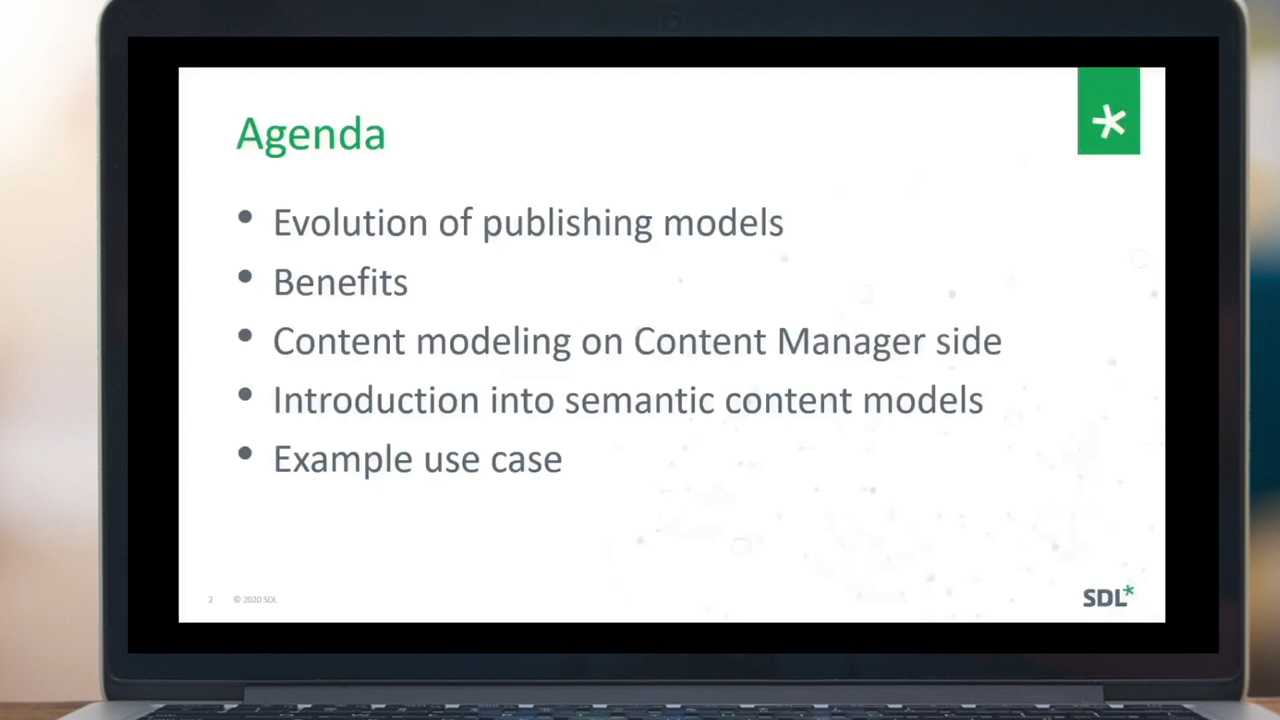 Agenda
• Evolution of publishing models
• Benefits
• Content modeling on Content Manager side
• Introduction into semantic content models
• Example use case
2 © 2020 SDL
SDL*